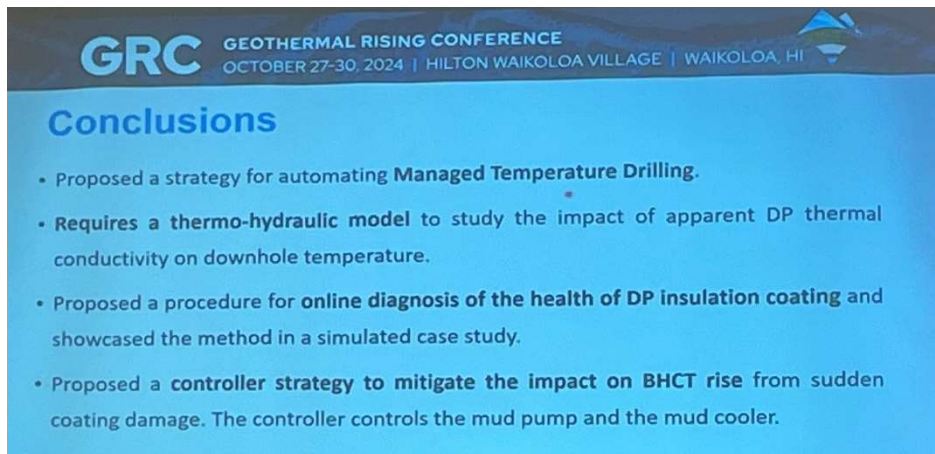 GRC GEOTHERMAL RISING CONFERENCE
OCTOBER 27-30, 2024 | HILTON WAIKOLOA VILLAGE | WAIKOLOA, HI
Conclusions
• Proposed a strategy for automating Managed Temperature Drilling.
• Requires a thermo-hydraulic model to study the impact of apparent DP thermal
conductivity on downhole temperature.
• Proposed a procedure for online diagnosis of the health of DP insulation coating and
showcased the method in a simulated case study.
• Proposed a controller strategy to mitigate the impact on BHCT rise from sudden
coating damage. The controller controls the mud pump and the mud cooler.